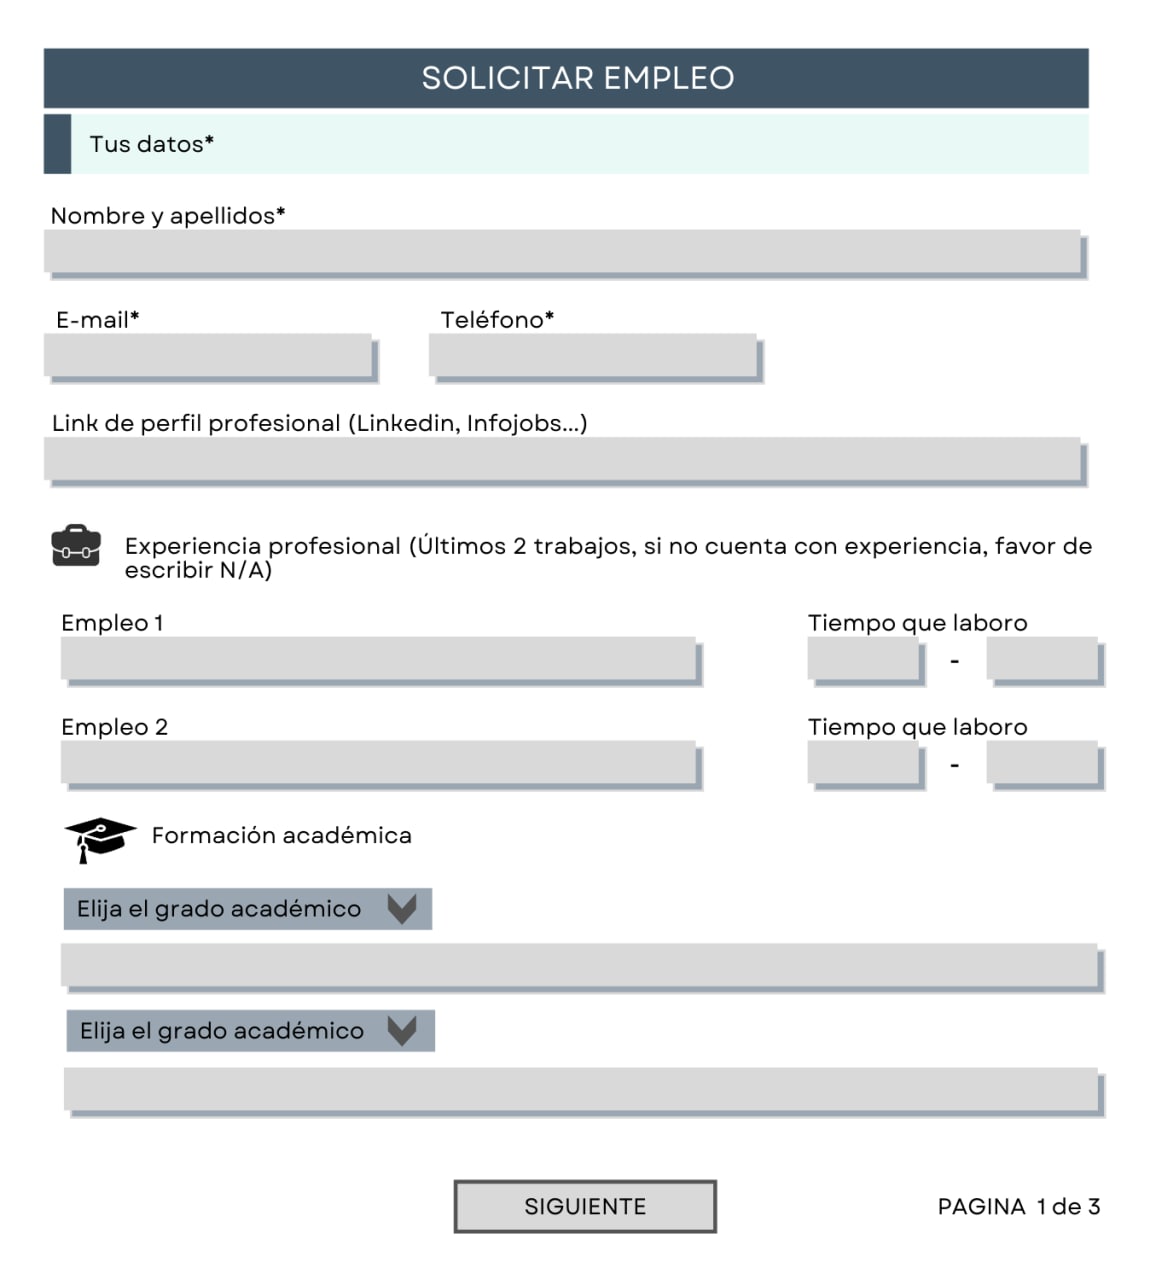 SOLICITAR EMPLEO
Tus datos*
Nombre y apellidos*
E-mail* Teléfono*
Link de perfil profesional (Linkedin, Infojobs...)
Experiencia profesional (Últimos 2 trabajos, si no cuenta con experiencia, favor de
escribir N/A)
Empleo 1 Tiempo que laboro
-
Empleo 2 Tiempo que laboro
-
Formación académica
Elija el grado académico
Elija el grado académico
SIGUIENTE PAGINA 1 de 3